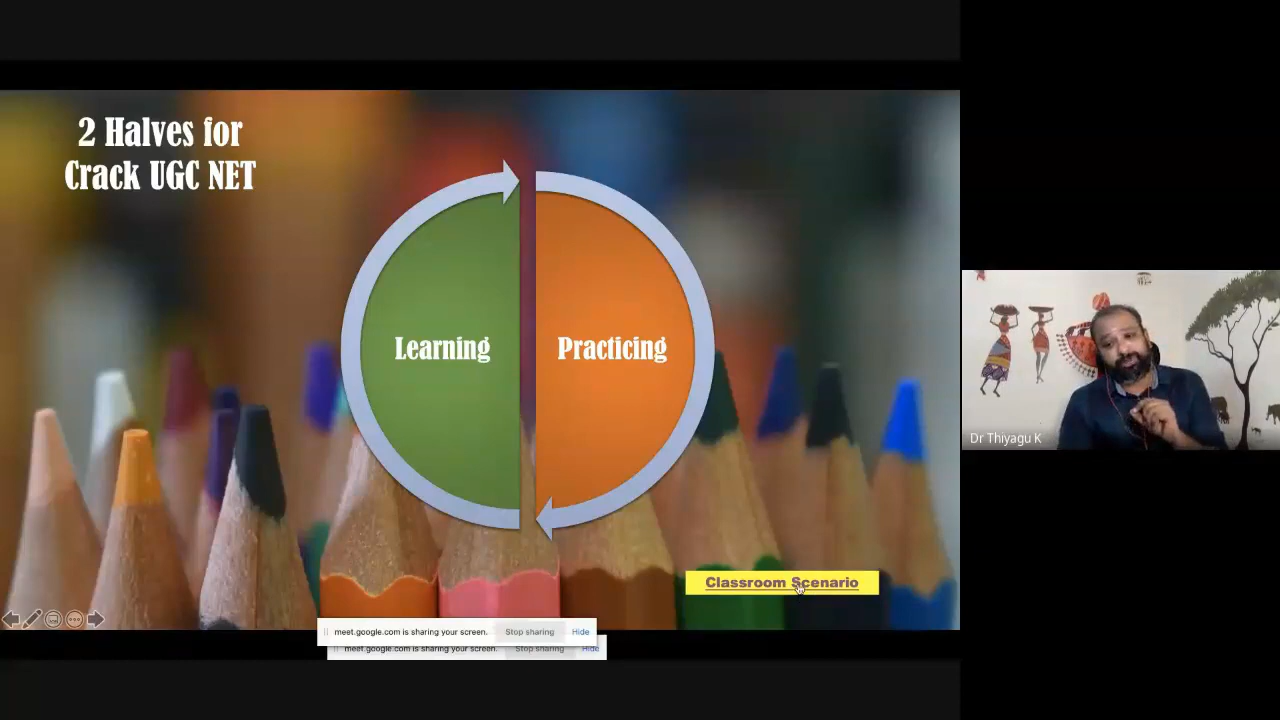 2 Halves for
Crack UGC NET
Learning
Practicing
Classroom Scenario
Dr Thiyagu K
meet.google.com is sharing your screen. Stop sharing Hide
meet.google.com is sharing your screen. Stop sharing Hide